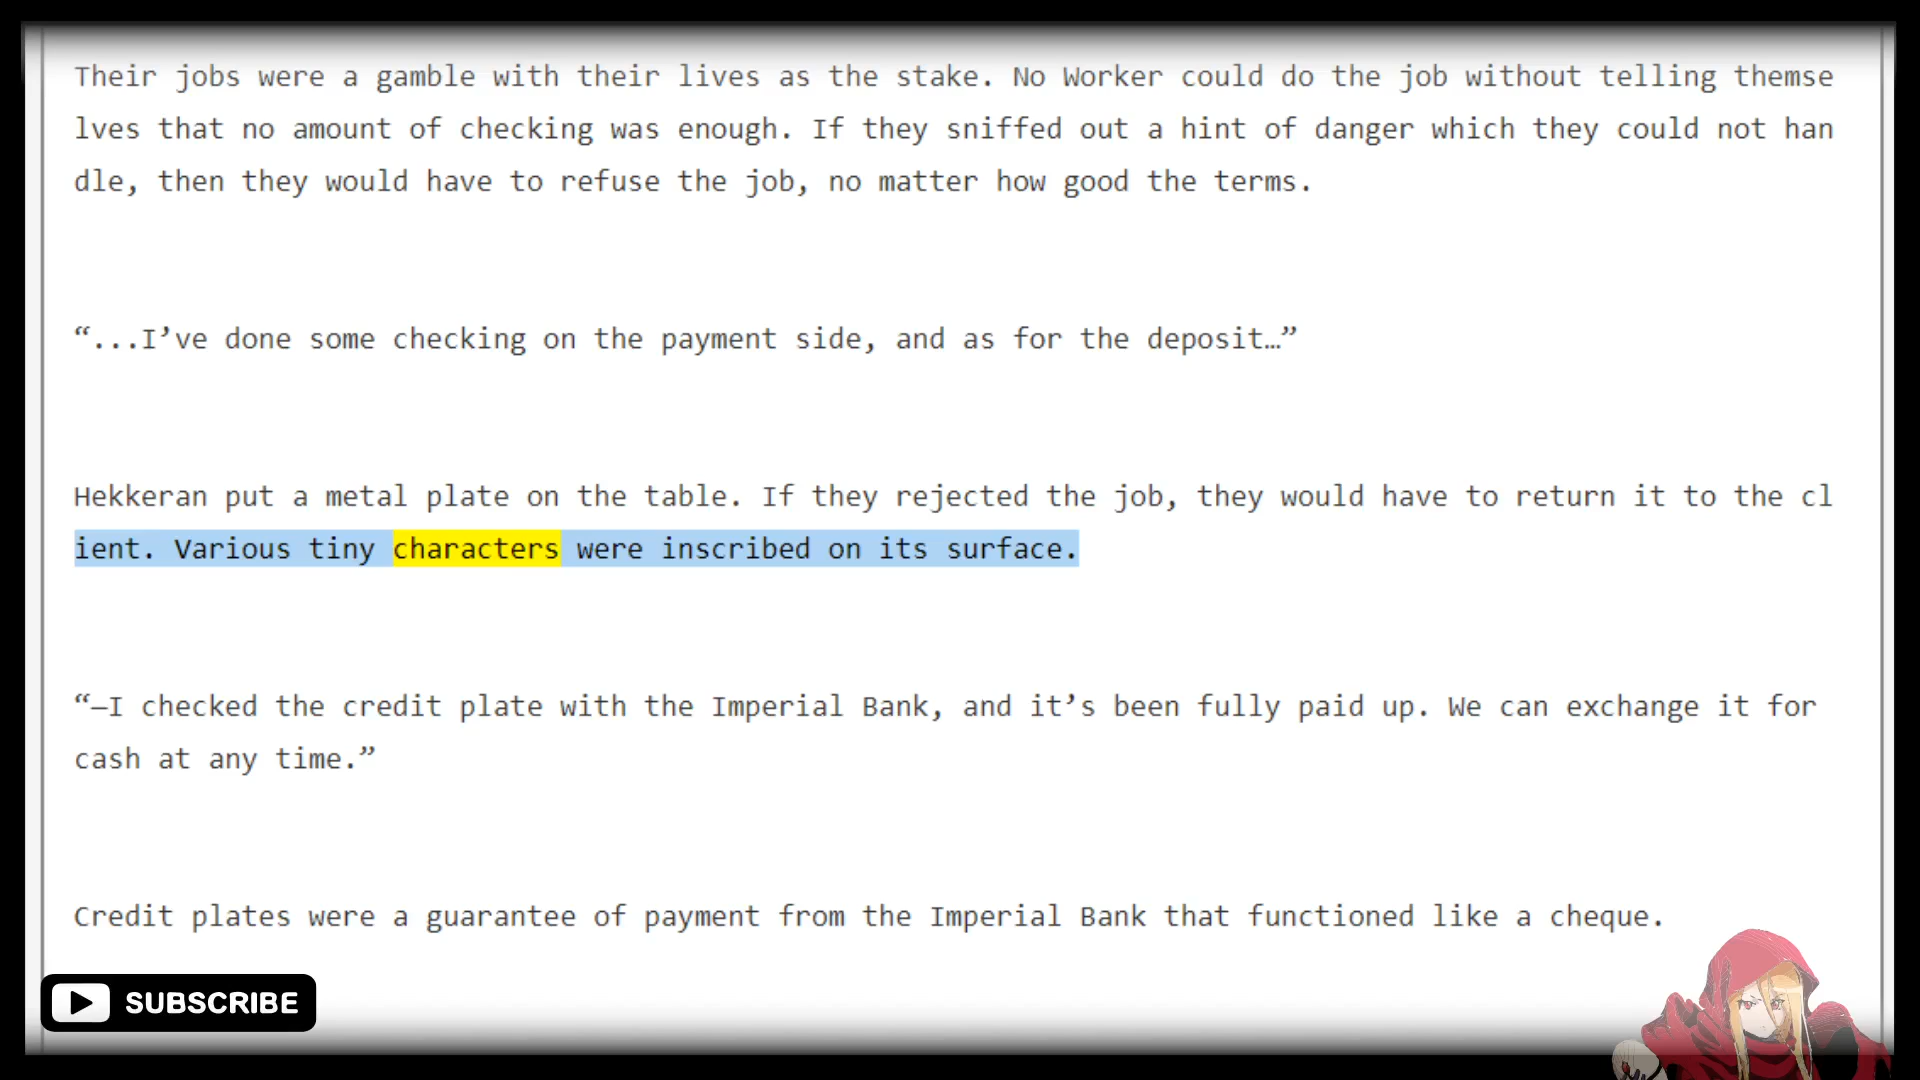 Their jobs were a gamble with their lives as the stake. No Worker could do the job without telling themse
lves that no amount of checking was enough. If they sniffed out a hint of danger which they could not han
dle, then they would have to refuse the job, no matter how good the terms.
“...I’ve done some checking on the payment side, and as for the deposit…”
Hekkeran put a metal plate on the table. If they rejected the job, they would have to return it to the cl
ient. Various tiny characters were inscribed on its surface.
“—I checked the credit plate with the Imperial Bank, and it’s been fully paid up. We can exchange it for
cash at any time.”
Credit plates were a guarantee of payment from the Imperial Bank that functioned like a cheque.
SUBSCRIBE